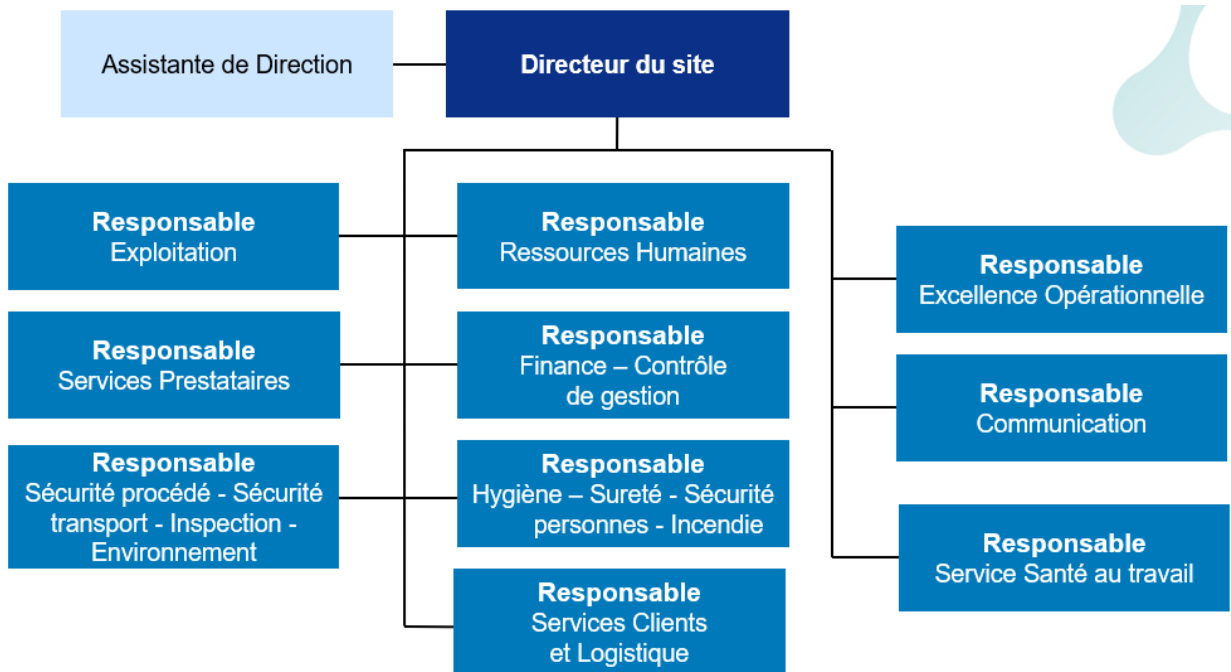 Assistante de Direction
Directeur du site
Responsable
Exploitation
Responsable
Ressources Humaines
Responsable
Excellence Opérationnelle
Responsable
Services Prestataires
Responsable
Finance – Contrôle
de gestion
Responsable
Communication
Responsable
Sécurité procédé - Sécurité
transport - Inspection -
Environnement
Responsable
Hygiène – Sureté - Sécurité
personnes - Incendie
Responsable
Service Santé au travail
Responsable
Services Clients
et Logistique